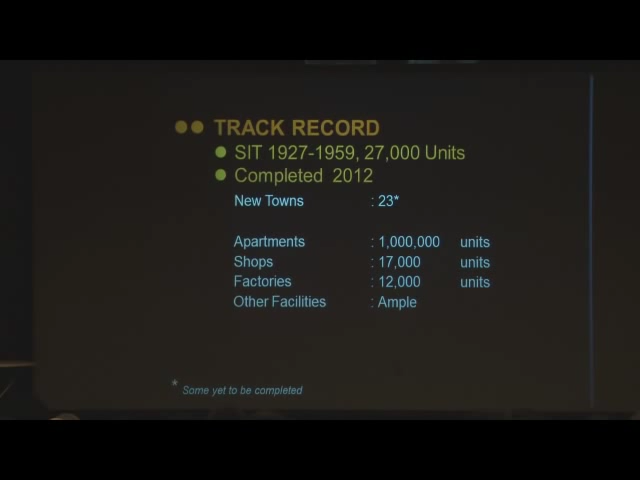 TRACK RECORD
SIT 1927-1959, 27,000 Units
Completed 2012
New Towns : 23*
Apartments : 1,000,000 units
Shops : 17,000 units
Factories : 12,000 units
Other Facilities : Ample
* Some yet to be completed